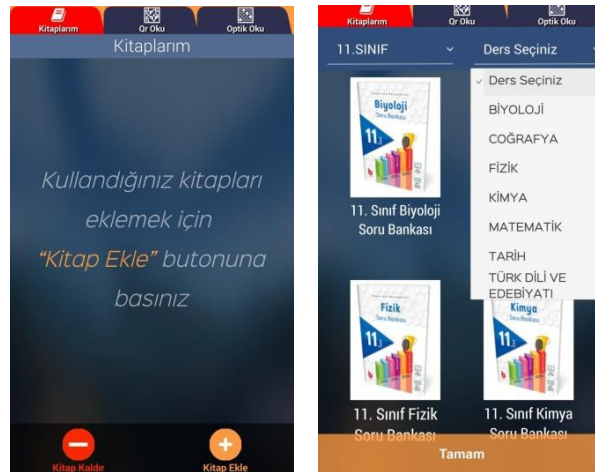 Kitaplarım
Qr Oku
Optik Oku
Kitaplarım
Kullandığınız kitapları
eklemek için
“Kitap Ekle” butonuna
basınız
Kitap Kaldır
Kitap Ekle
Kitaplarım
Qr Oku
Optik Oku
11.SINIF
Ders Seçiniz
Ders Seçiniz
BİYOLOJİ
COĞRAFYA
FİZİK
KİMYA
MATEMATİK
TARİH
TÜRK DİLİ VE
EDEBİYATI
Biyoloji
Soru Bankası
11.
11. Sınıf Biyoloji
Soru Bankası
Fizik
Soru Bankası
11.
11. Sınıf Fizik
Soru Bankası
Kimya
Soru Bankası
11.
11. Sınıf Kimya
Soru Bankası
Tamam